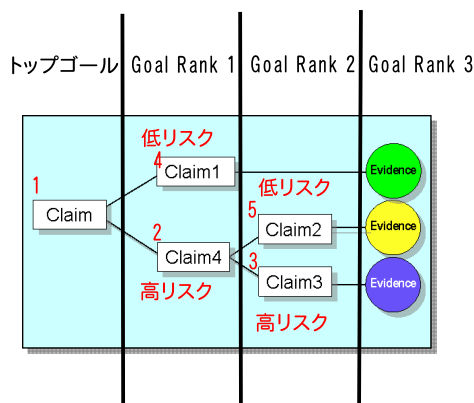 トップゴール
Goal Rank 1
Goal Rank 2
Goal Rank 3
低リスク
4
Claim1
Evidence
1
Claim
低リスク
5
Claim2
Evidence
2
Claim4
高リスク
3
Claim3
Evidence
高リスク